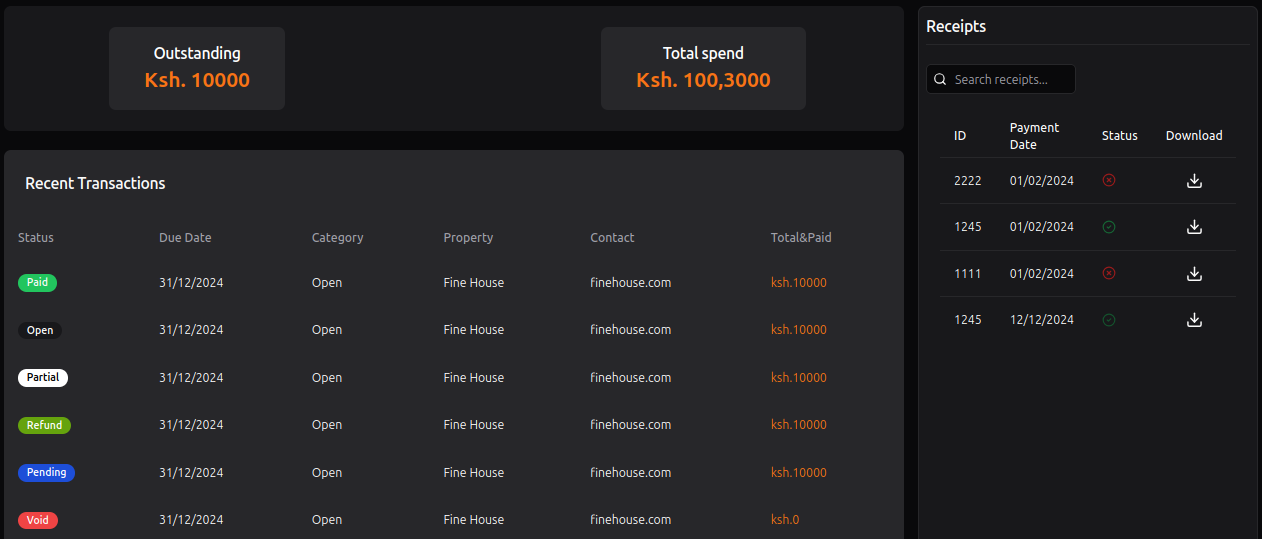 Outstanding
Ksh. 10000
Total spend
Ksh. 100,3000
Recent Transactions
Status Due Date Category Property Contact Total&Paid
Paid 31/12/2024 Open Fine House finehouse.com ksh.10000
Open 31/12/2024 Open Fine House finehouse.com ksh.10000
Partial 31/12/2024 Open Fine House finehouse.com ksh.10000
Refund 31/12/2024 Open Fine House finehouse.com ksh.10000
Pending 31/12/2024 Open Fine House finehouse.com ksh.10000
Void 31/12/2024 Open Fine House finehouse.com ksh.0
Receipts
Search receipts...
ID Payment Date Status Download
2222 01/02/2024
1245 01/02/2024
1111 01/02/2024
1245 12/12/2024